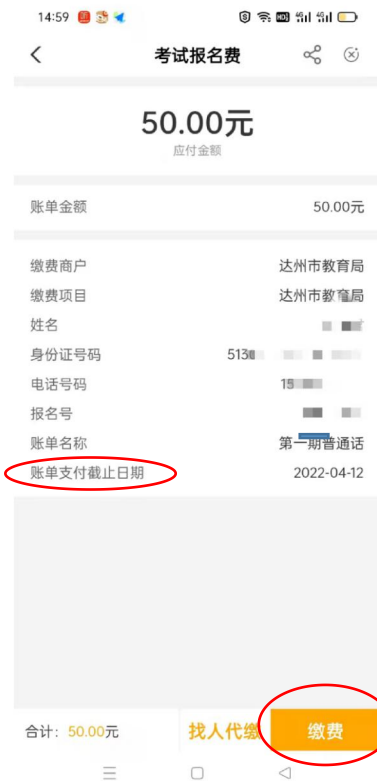 14:59
考试报名费
50.00元
应付金额
账单金额 50.00元
缴费商户 达州市教育局
缴费项目 达州市教育局
姓名
身份证号码 513
电话号码 15
报名号
账单名称 第一期普通话
账单支付截止日期 2022-04-12
合计：50.00元 找人代缴 缴费